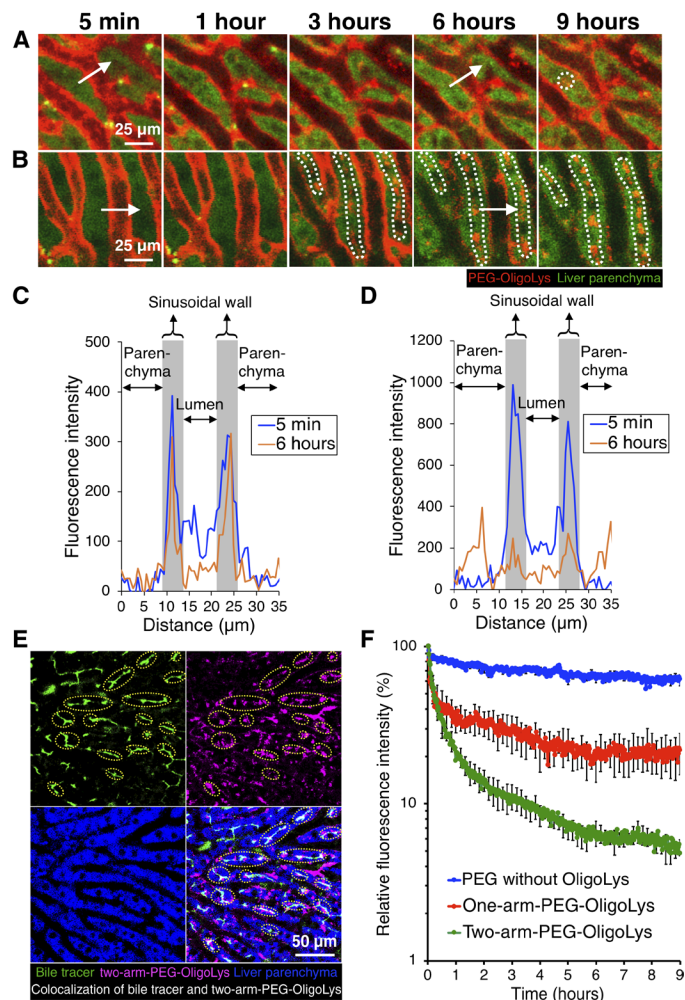 5 min 1 hour 3 hours 6 hours 9 hours
A
25 μm
B
25 μm
PEG-OligoLys Liver parenchyma
C
Sinusoidal wall
500
400
300
200
100
0
Fluorescence intensity
Paren-
chyma
Paren-
chyma
Lumen
5 min
6 hours
0 5 10 15 20 25 30 35
Distance (μm)
D
Sinusoidal wall
1200
1000
800
600
400
200
0
Fluorescence intensity
Paren-
chyma
Paren-
chyma
Lumen
5 min
6 hours
0 5 10 15 20 25 30 35
Distance (μm)
E
50 μm
Bile tracer two-arm-PEG-OligoLys Liver parenchyma
Colocalization of bile tracer and two-arm-PEG-OligoLys
F
100
10
1
Relative fluorescence intensity (%)
PEG without OligoLys
One-arm-PEG-OligoLys
Two-arm-PEG-OligoLys
0 1 2 3 4 5 6 7 8 9
Time (hours)